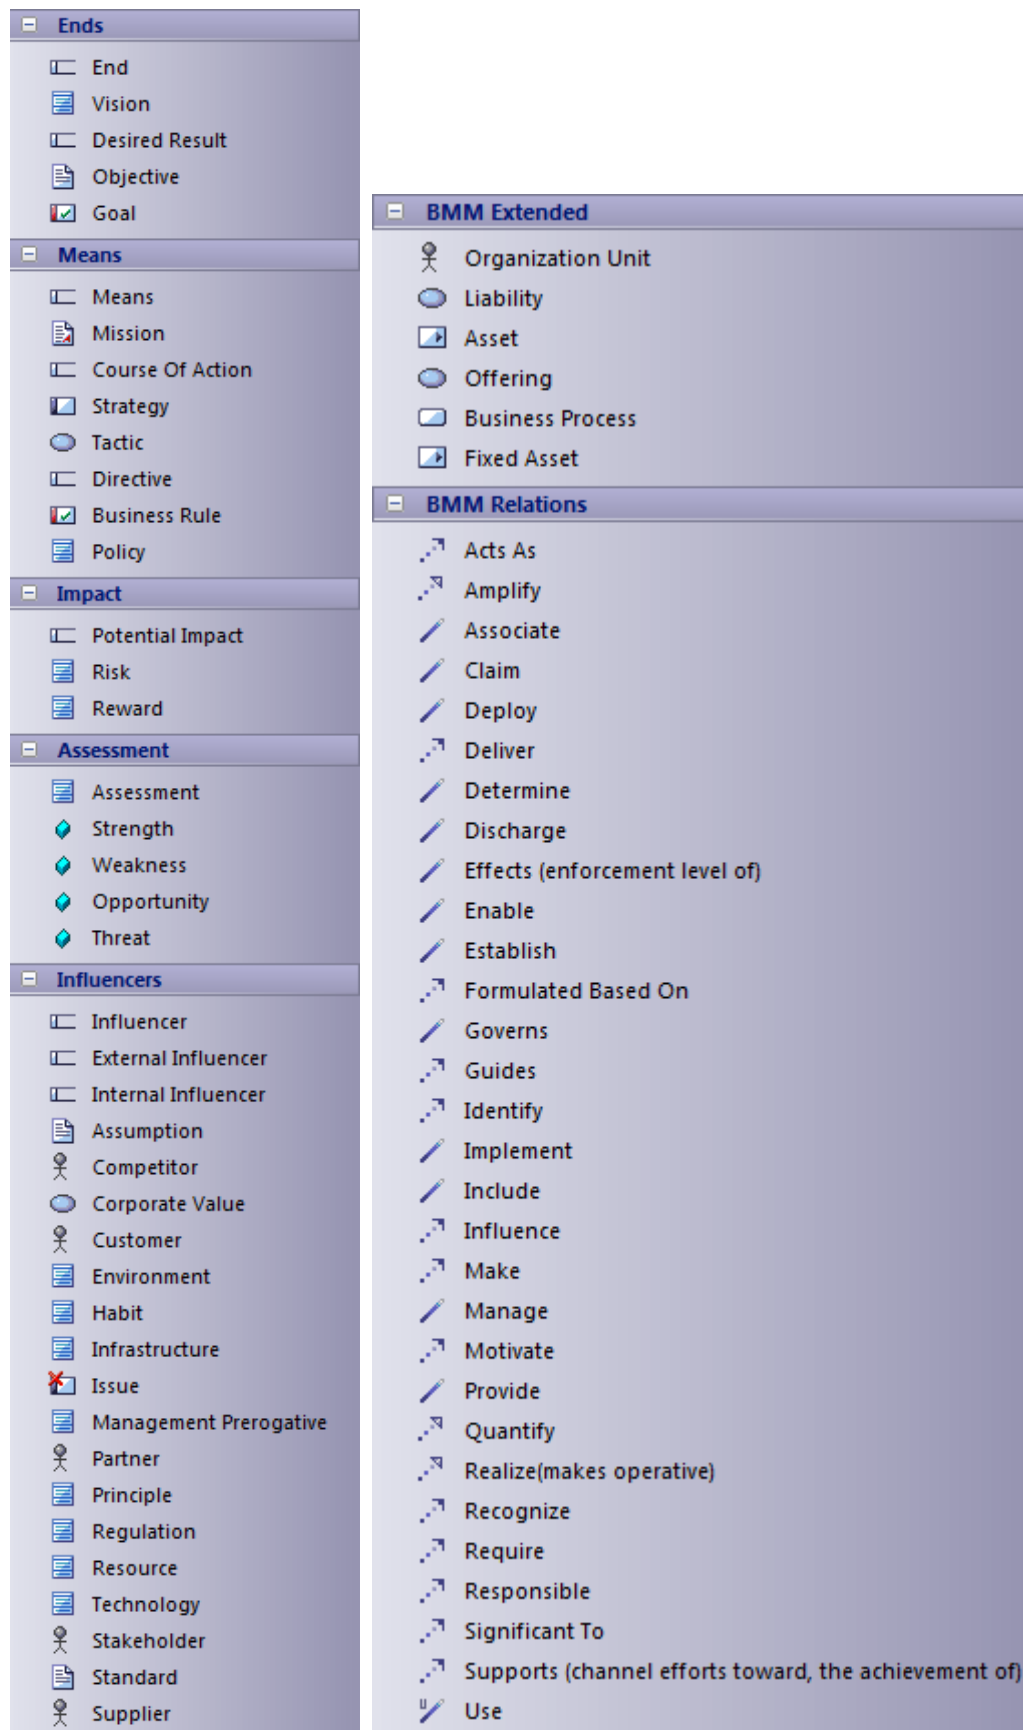 Ends
End
Vision
Desired Result
Objective
Goal
Means
Means
Mission
Course Of Action
Strategy
Tactic
Directive
Business Rule
Policy
Impact
Potential Impact
Risk
Reward
Assessment
Assessment
Strength
Weakness
Opportunity
Threat
Influencers
Influencer
External Influencer
Internal Influencer
Assumption
Competitor
Corporate Value
Customer
Environment
Habit
Infrastructure
Issue
Management Prerogative
Partner
Principle
Regulation
Resource
Technology
Stakeholder
Standard
Supplier
BMM Extended
Organization Unit
Liability
Asset
Offering
Business Process
Fixed Asset
BMM Relations
Acts As
Amplify
Associate
Claim
Deploy
Deliver
Determine
Discharge
Effects (enforcement level of)
Enable
Establish
Formulated Based On
Governs
Guides
Identify
Implement
Include
Influence
Make
Manage
Motivate
Provide
Quantify
Realize(makes operative)
Recognize
Require
Responsible
Significant To
Supports (channel efforts toward, the achievement of)
Use